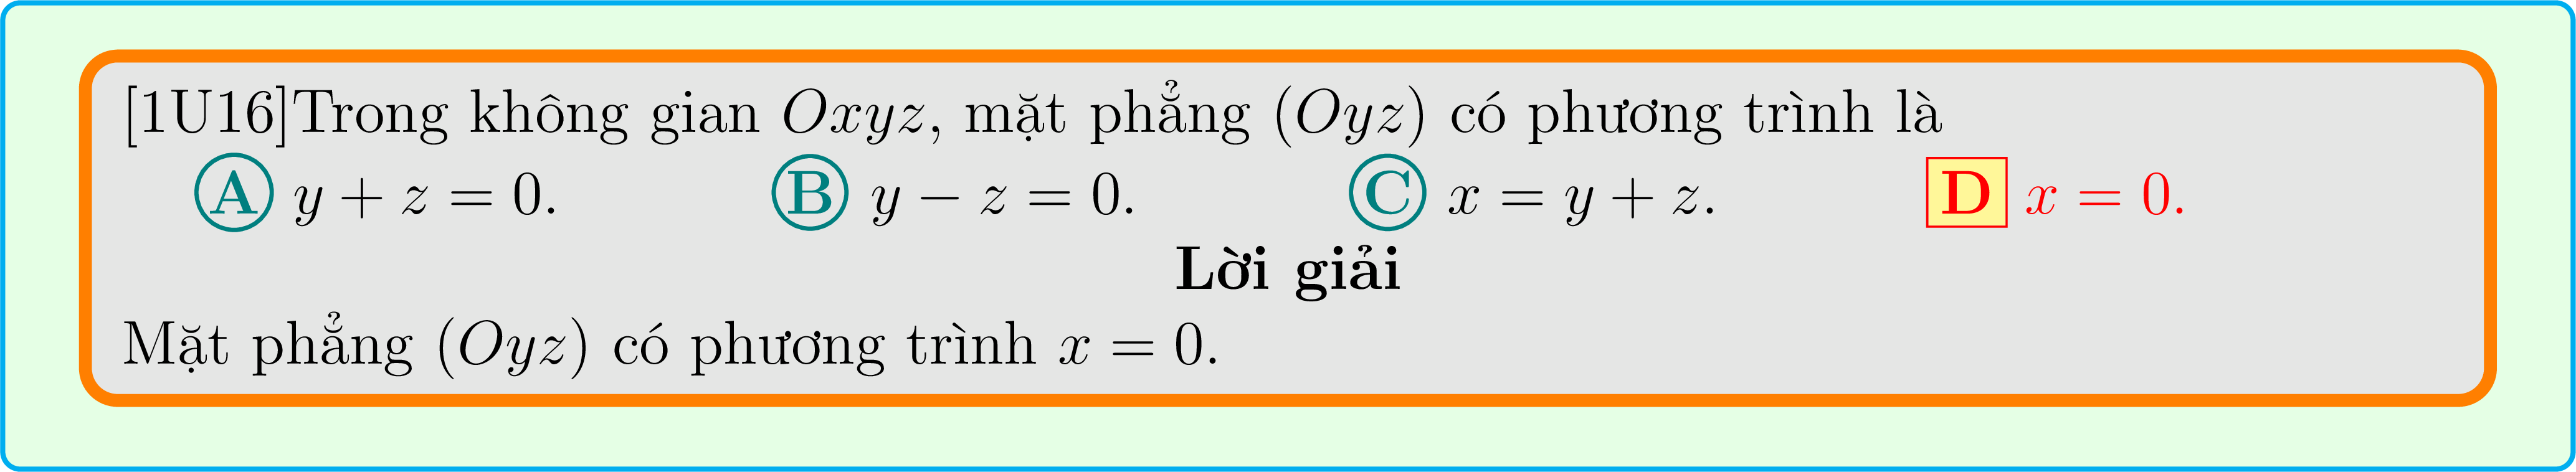 [1U16]Trong không gian Oxyz, mặt phẳng (Oyz) có phương trình là
A y + z = 0. B y − z = 0. C x = y + z. D x = 0.
Lời giải
Mặt phẳng (Oyz) có phương trình x = 0.